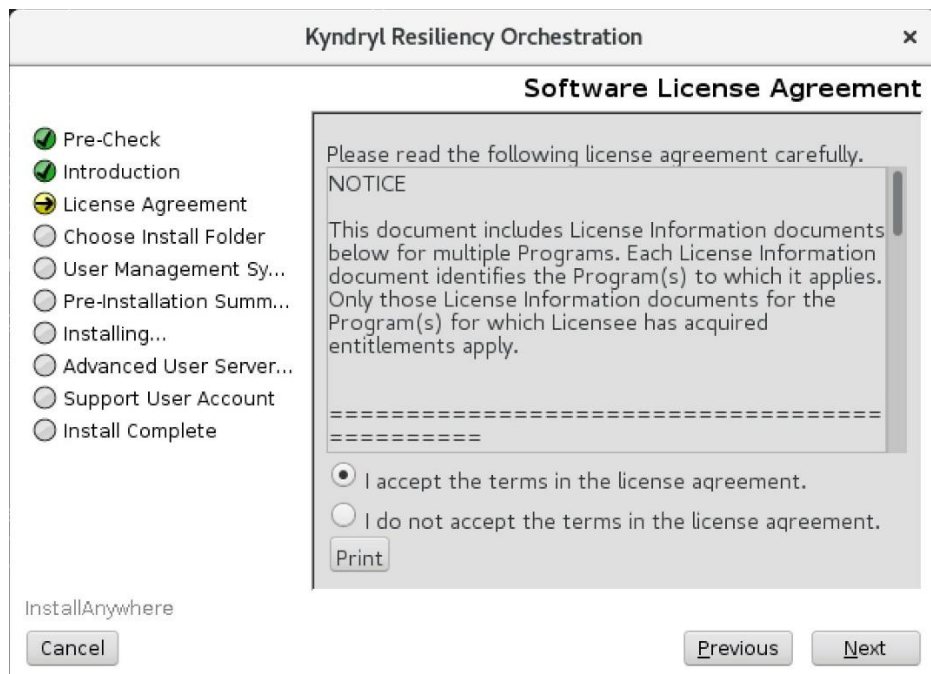 Kyndryl Resiliency Orchestration
×
Software License Agreement
Pre-Check
Introduction
License Agreement
Choose Install Folder
User Management Sy...
Pre-Installation Summ...
Installing...
Advanced User Server...
Support User Account
Install Complete
Please read the following license agreement carefully.
NOTICE
This document includes License Information documents
below for multiple Programs. Each License Information
document identifies the Program(s) to which it applies.
Only those License Information documents for the
Program(s) for which Licensee has acquired
entitlements apply.
====================================
==========
I accept the terms in the license agreement.
I do not accept the terms in the license agreement.
Print
InstallAnywhere
Cancel
Previous
Next